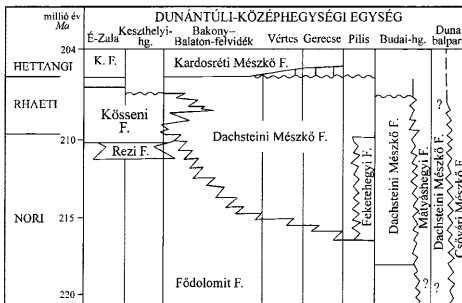 millió év
Ma
DUNÁNTÚLI-KÖZÉPHEGYSÉGI EGYSÉG
É-Zala
Keszthelyi-
hg.
Bakony-
Balaton-felvidék
Vértes
Gerecse
Pilis
Budai-hg.
Duna
balpart
204
HETTANGI
K. F.
Kardosréti Mészkő F.
RHAETI
Kösseni
F.
?
210
Rezi F.
Dachsteini Mészkő F.
Feketehegyi F.
Dachsteini Mészkő F.
Mátyáshegyi F.
Dachsteini Mészkő F.
Csővári Mészkő F.
NORI
215
Fődolomit F.
?
?
220